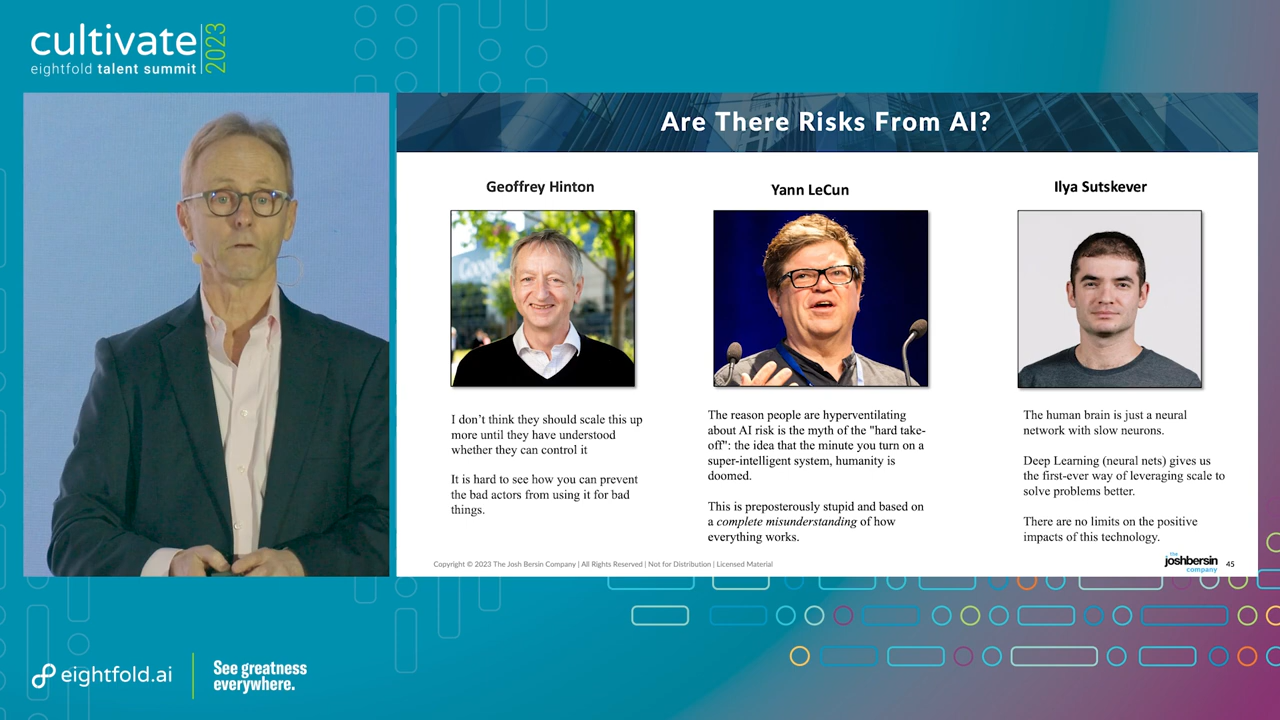 cultivate
2023
eightfold talent summit
Are There Risks From AI?
Geoffrey Hinton
Google
I don't think they should scale this up
more until they have understood
whether they can control it
It is hard to see how you can prevent
the bad actors from using it for bad
things.
Yann LeCun
The reason people are hyperventilating
about AI risk is the myth of the "hard take-
off": the idea that the minute you turn on a
super-intelligent system, humanity is
doomed.
This is preposterously stupid and based on
a complete misunderstanding of how
everything works.
Ilya Sutskever
The human brain is just a neural
network with slow neurons.
Deep Learning (neural nets) gives us
the first-ever way of leveraging scale to
solve problems better.
There are no limits on the positive
impacts of this technology.
Copyright © 2023 The Josh Bersin Company | All Rights Reserved | Not for Distribution | Licensed Material
the
joshbersin
company
45
eightfold.ai
See greatness
everywhere.